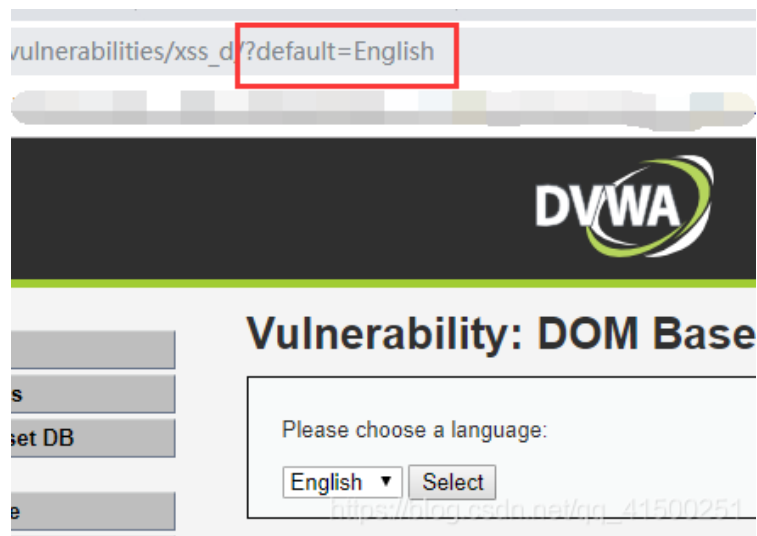 vulnerabilities/xss_d/?default=English
DVWA
Vulnerability: DOM Base
s
set DB
Please choose a language:
English ▼ Select
e
https://blog.csdn.net/qq_41500251